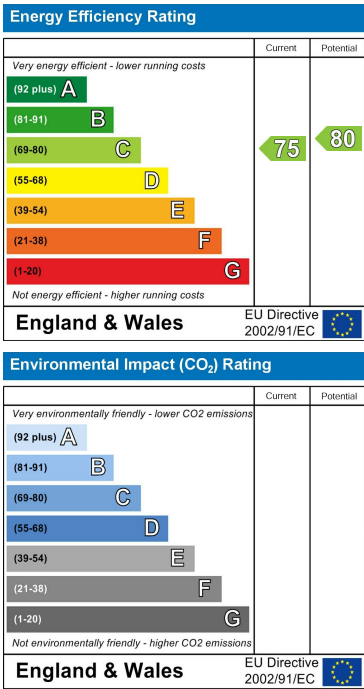 Energy Efficiency Rating
Current Potential
Very energy efficient - lower running costs
(92 plus) A
(81-91) B
(69-80) C
75 80
(55-68) D
(39-54) E
(21-38) F
(1-20) G
Not energy efficient - higher running costs
England & Wales
EU Directive
2002/91/EC
Environmental Impact (CO₂) Rating
Current Potential
Very environmentally friendly - lower CO2 emissions
(92 plus) A
(81-91) B
(69-80) C
(55-68) D
(39-54) E
(21-38) F
(1-20) G
Not environmentally friendly - higher CO2 emissions
England & Wales
EU Directive
2002/91/EC